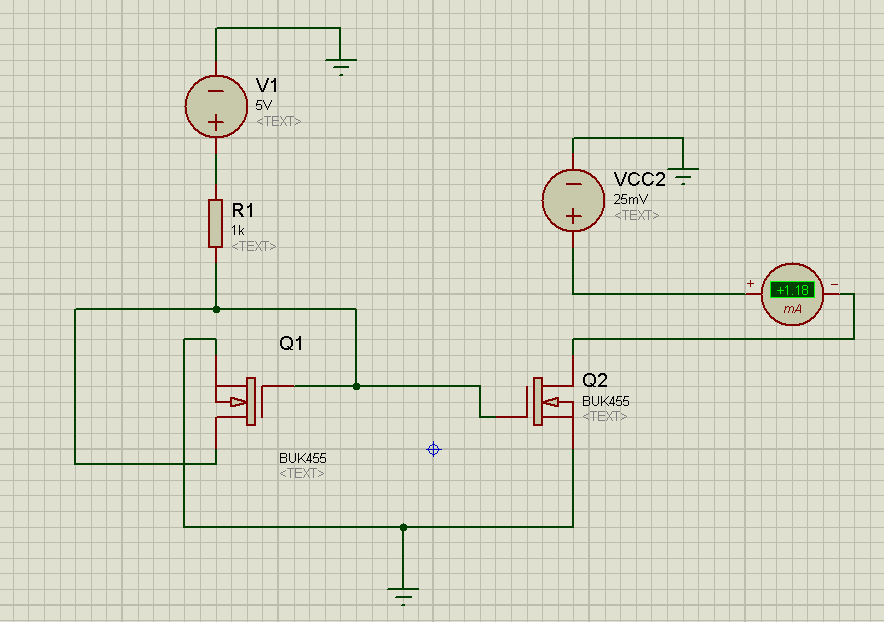 V1
5V
<TEXT>
VCC2
25mV
<TEXT>
R1
1k
<TEXT>
+1.18
mA
Q1
Q2
BUK455
<TEXT>
BUK455
<TEXT>